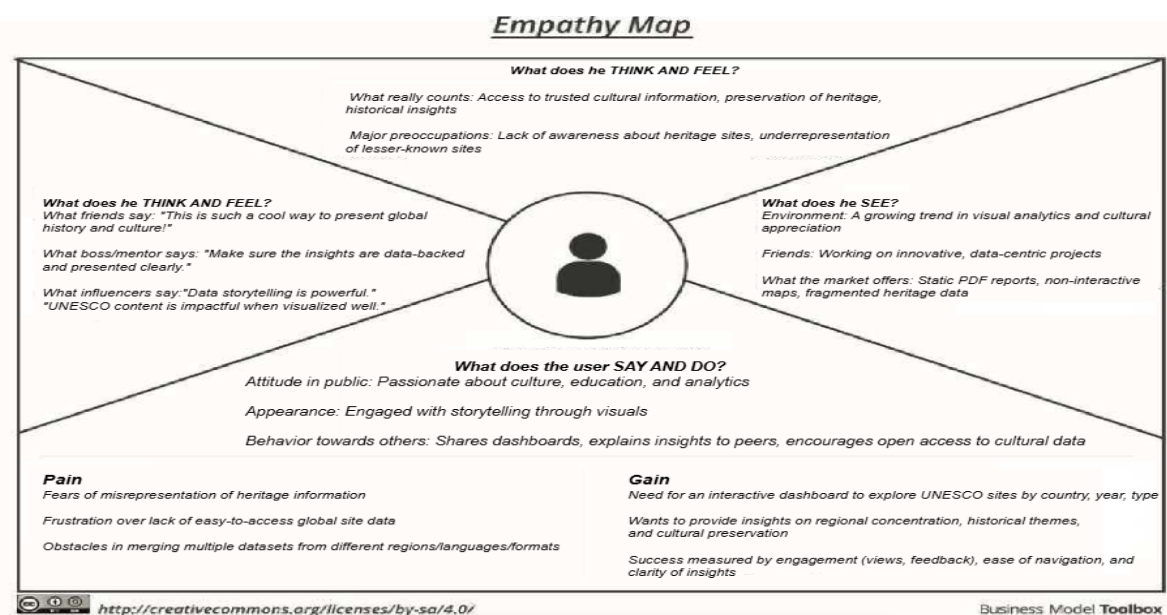 Empathy Map
What does he THINK AND FEEL?
What really counts: Access to trusted cultural information, preservation of heritage,
historical insights
Major preoccupations: Lack of awareness about heritage sites, underrepresentation
of lesser-known sites
What does he THINK AND FEEL?
What friends say: "This is such a cool way to present global
history and culture!"
What boss/mentor says: "Make sure the insights are data-backed
and presented clearly."
What influencers say:"Data storytelling is powerful."
"UNESCO content is impactful when visualized well."
What does he SEE?
Environment: A growing trend in visual analytics and cultural
appreciation
Friends: Working on innovative, data-centric projects
What the market offers: Static PDF reports, non-interactive
maps, fragmented heritage data
What does the user SAY AND DO?
Attitude in public: Passionate about culture, education, and analytics
Appearance: Engaged with storytelling through visuals
Behavior towards others: Shares dashboards, explains insights to peers, encourages open access to cultural data
Pain
Fears of misrepresentation of heritage information
Frustration over lack of easy-to-access global site data
Obstacles in merging multiple datasets from different regions/languages/formats
Gain
Need for an interactive dashboard to explore UNESCO sites by country, year, type
Wants to provide insights on regional concentration, historical themes,
and cultural preservation
Success measured by engagement (views, feedback), ease of navigation, and
clarity of insights
http://creativecommons.org/licenses/by-sa/4.0/
Business Model Toolbox